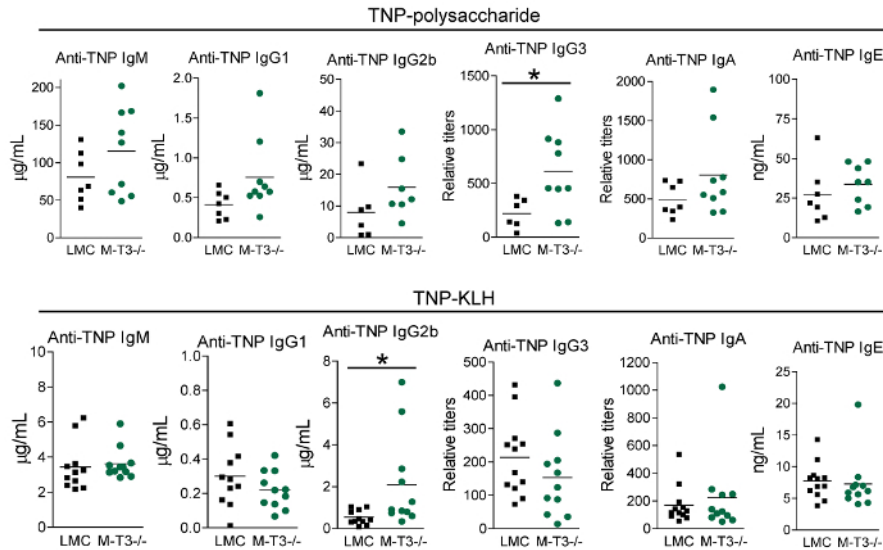 TNP-polysaccharide
Anti-TNP IgM
Anti-TNP IgG1
Anti-TNP IgG2b
Anti-TNP IgG3
Anti-TNP IgA
Anti-TNP IgE
µg/mL
200
150
100
50
0
LMC M-T3-/-
µg/mL
2.0
1.5
1.0
0.5
0.0
LMC M-T3-/-
µg/mL
50
40
30
20
10
0
LMC M-T3-/-
Relative titers
1500
1000
500
0
*
LMC M-T3-/-
Relative titers
2000
1500
1000
500
0
LMC M-T3-/-
ng/mL
100
75
50
25
0
LMC M-T3-/-
TNP-KLH
Anti-TNP IgM
Anti-TNP IgG1
Anti-TNP IgG2b
Anti-TNP IgG3
Anti-TNP IgA
Anti-TNP IgE
µg/mL
10
8
6
4
2
0
LMC M-T3-/-
µg/mL
1.0
0.8
0.6
0.4
0.2
0.0
LMC M-T3-/-
µg/mL
8
6
4
2
0
*
LMC M-T3-/-
Relative titers
500
400
300
200
100
0
LMC M-T3-/-
Relative titers
1200
1000
800
600
400
200
0
LMC M-T3-/-
ng/mL
25
20
15
10
5
0
LMC M-T3-/-